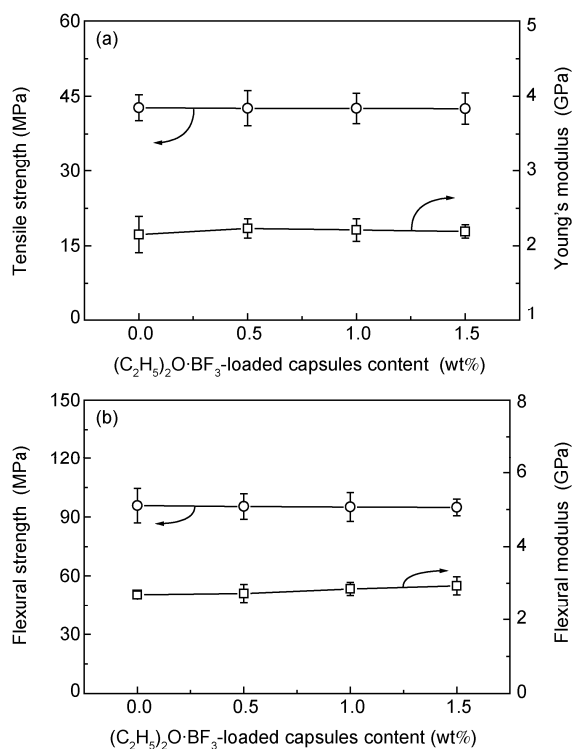 (a)
Tensile strength (MPa)
60
45
30
15
0
5
4
3
2
1
Young's modulus (GPa)
0.0 0.5 1.0 1.5
(C₂H₅)₂O·BF₃-loaded capsules content (wt%)
(b)
Flexural strength (MPa)
150
120
90
60
30
0
8
6
4
2
0
Flexural modulus (GPa)
0.0 0.5 1.0 1.5
(C₂H₅)₂O·BF₃-loaded capsules content (wt%)